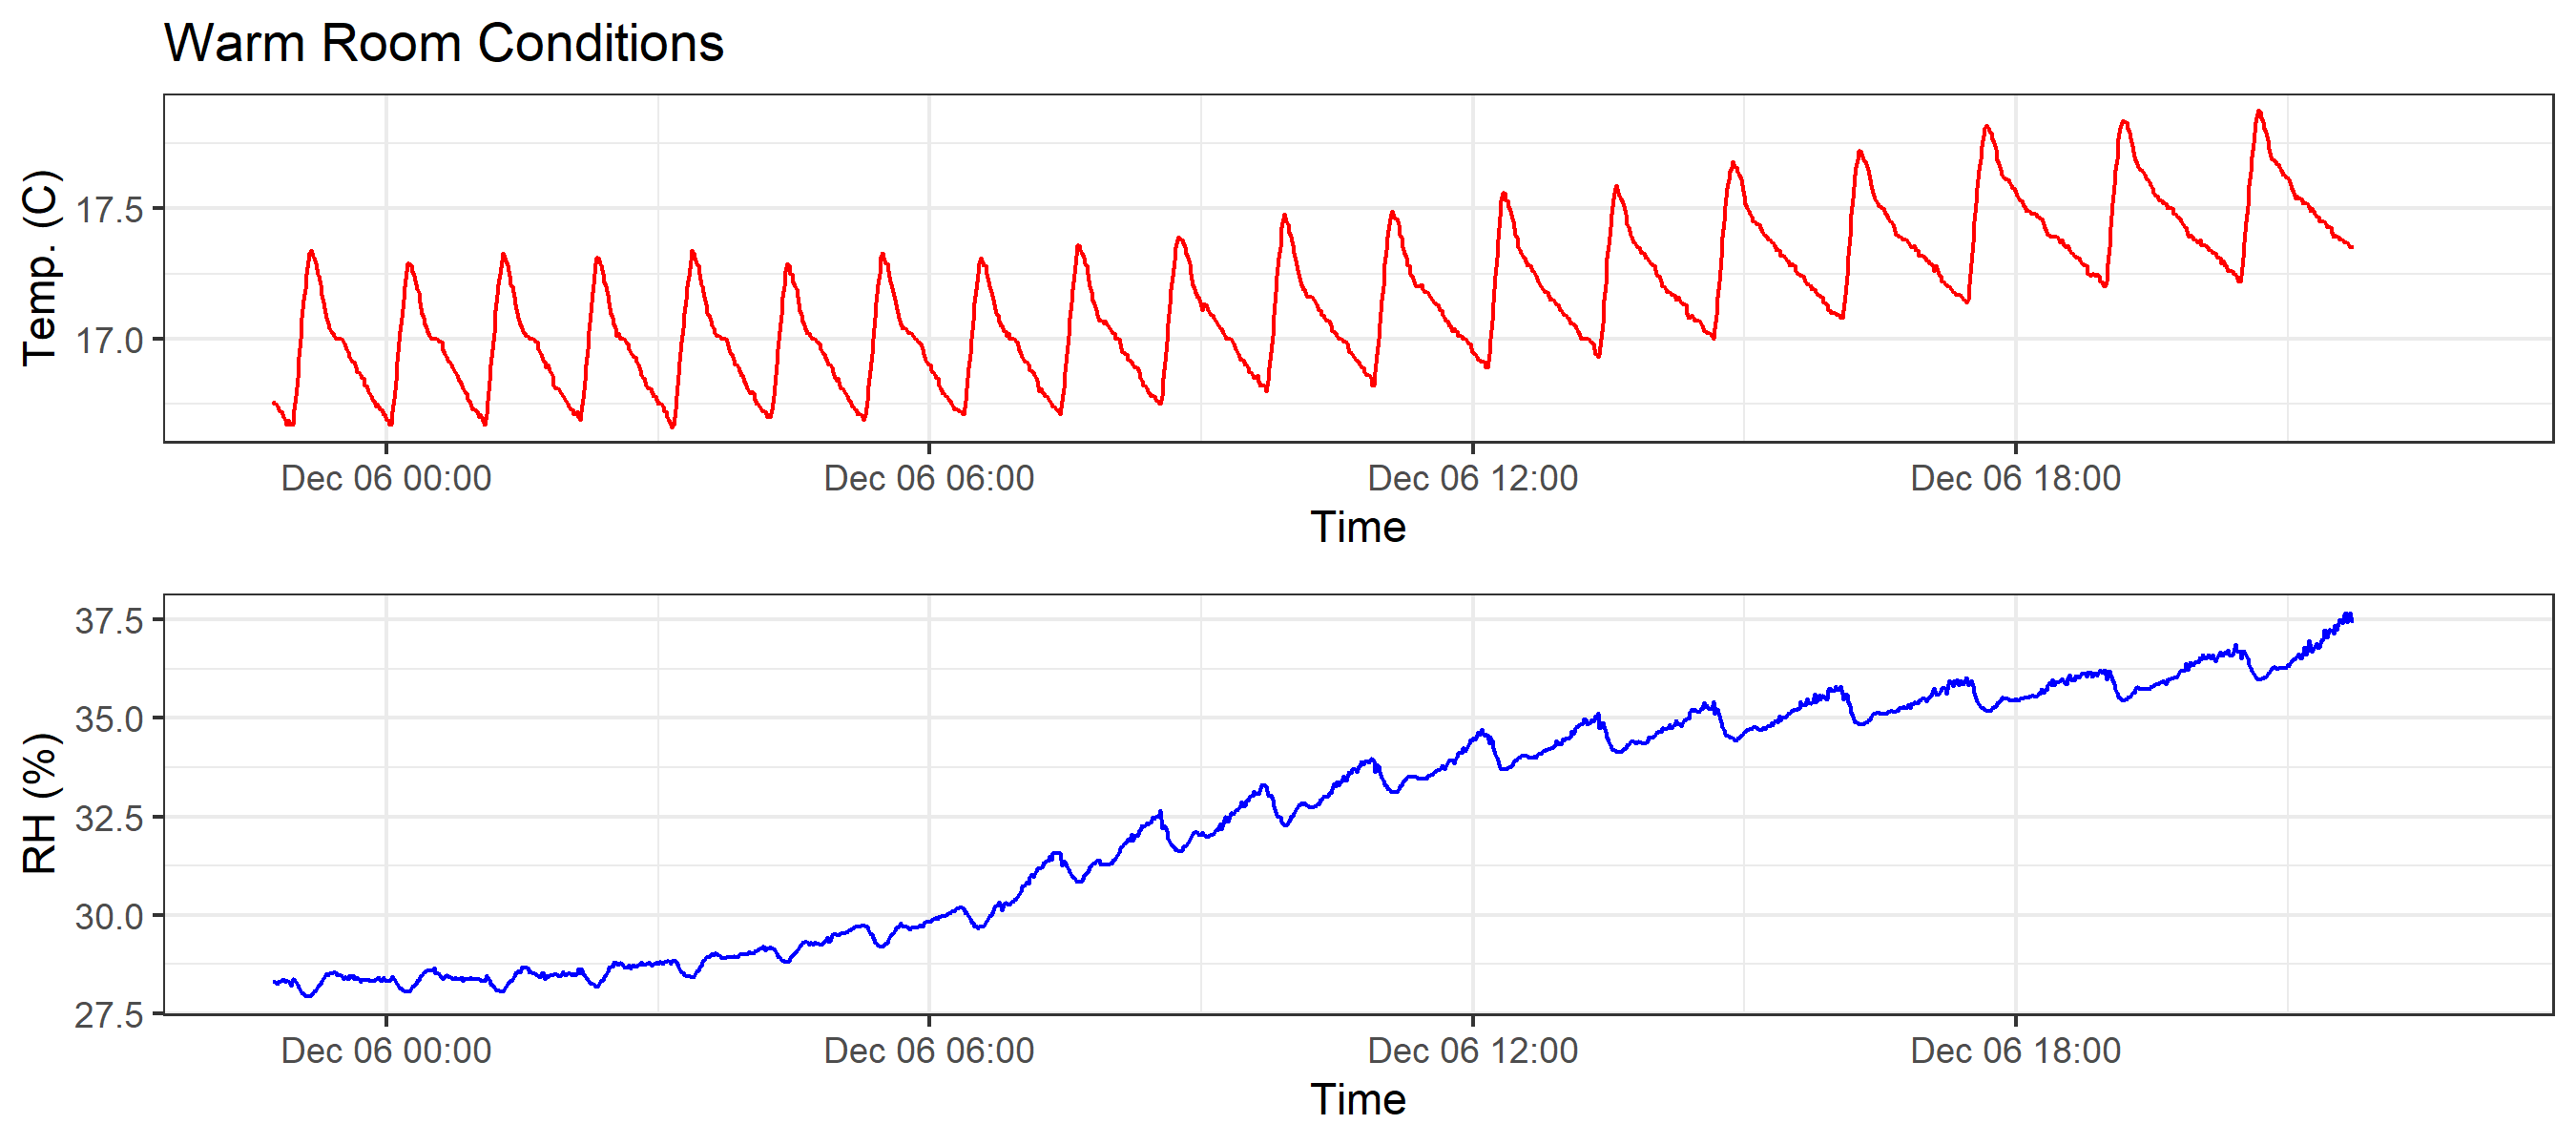 Warm Room Conditions
Temp. (C)
17.5
17.0
Dec 06 00:00 Dec 06 06:00 Dec 06 12:00 Dec 06 18:00
Time
RH (%)
37.5
35.0
32.5
30.0
27.5
Dec 06 00:00 Dec 06 06:00 Dec 06 12:00 Dec 06 18:00
Time